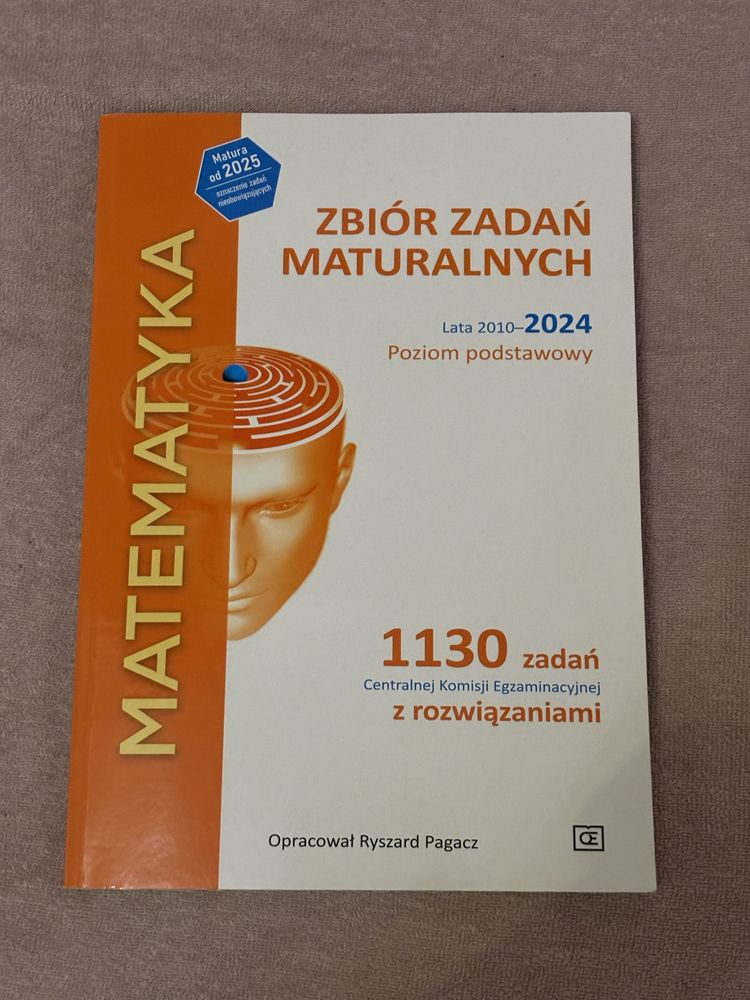 Matura
od 2025
oznaczenie zadań
nieobowiązujących
MATEMATYKA
ZBIÓR ZADAŃ
MATURALNYCH
Lata 2010–2024
Poziom podstawowy
1130 zadań
Centralnej Komisji Egzaminacyjnej
z rozwiązaniami
Opracował Ryszard Pagacz
OE